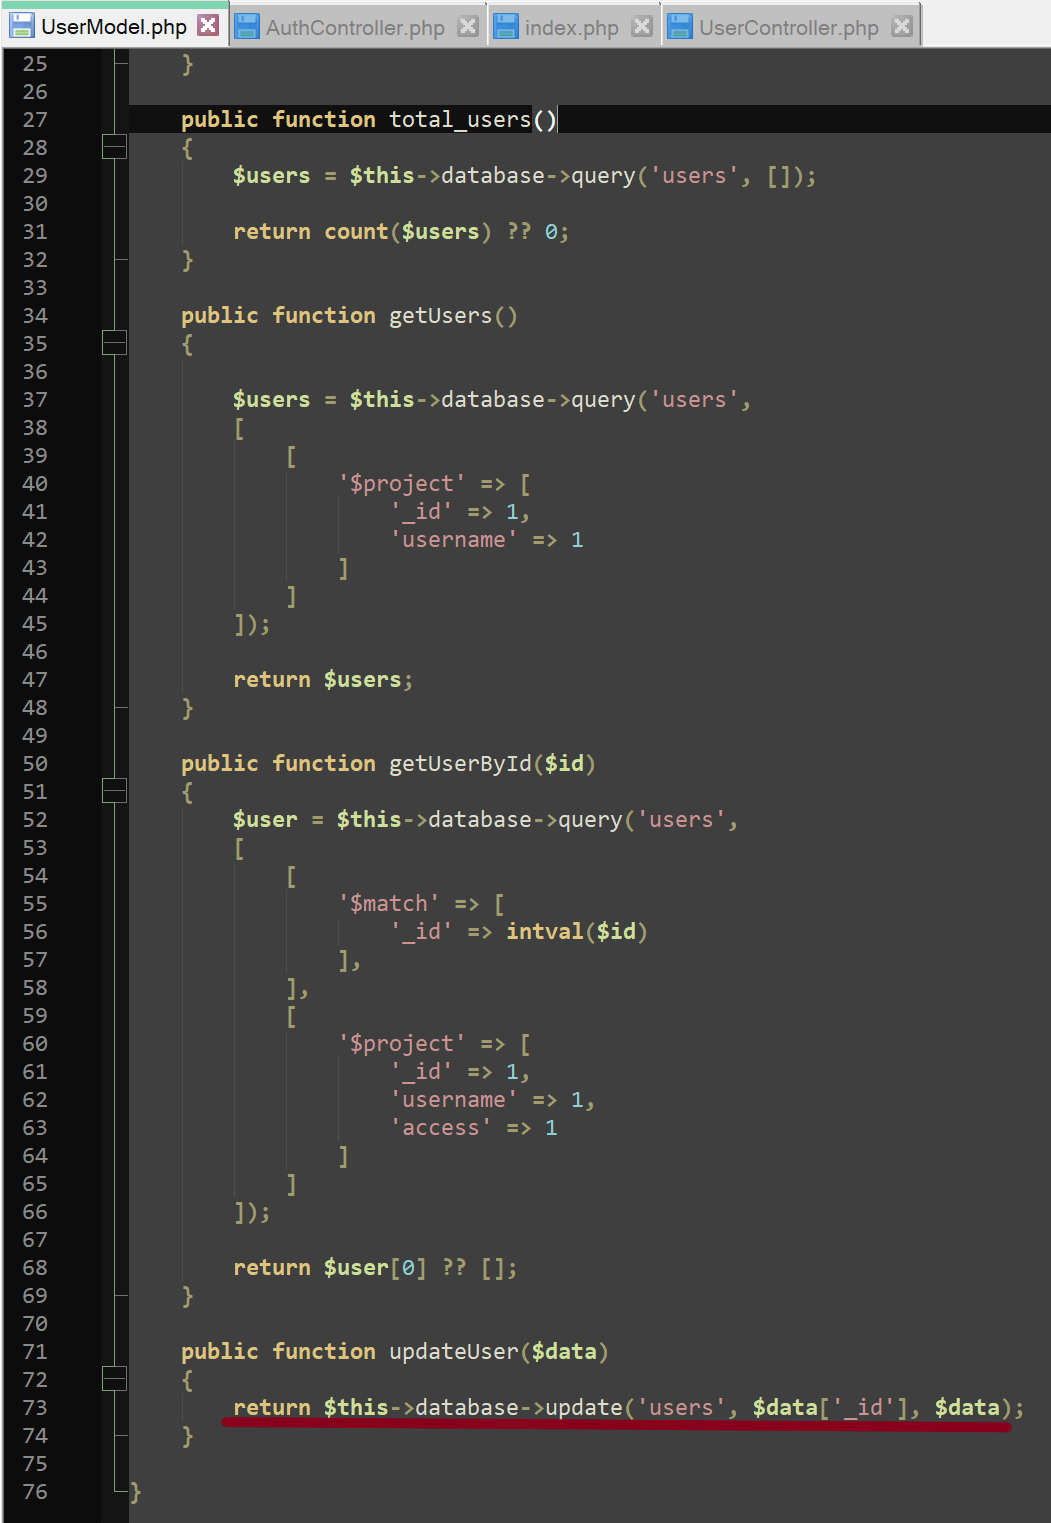 UserModel.php AuthController.php index.php UserController.php
25 }
26
27 public function total_users()
28 {
29 $users = $this->database->query('users', []);
30
31 return count($users) ?? 0;
32 }
33
34 public function getUsers()
35 {
36
37 $users = $this->database->query('users',
38 [
39 [
40 '$project' => [
41 '_id' => 1,
42 'username' => 1
43 ]
44 ]
45 ]);
46
47 return $users;
48 }
49
50 public function getUserById($id)
51 {
52 $user = $this->database->query('users',
53 [
54 [
55 '$match' => [
56 '_id' => intval($id)
57 ],
58 ],
59 [
60 '$project' => [
61 '_id' => 1,
62 'username' => 1,
63 'access' => 1
64 ]
65 ]
66 ]);
67
68 return $user[0] ?? [];
69 }
70
71 public function updateUser($data)
72 {
73 return $this->database->update('users', $data['_id'], $data);
74 }
75
76 }